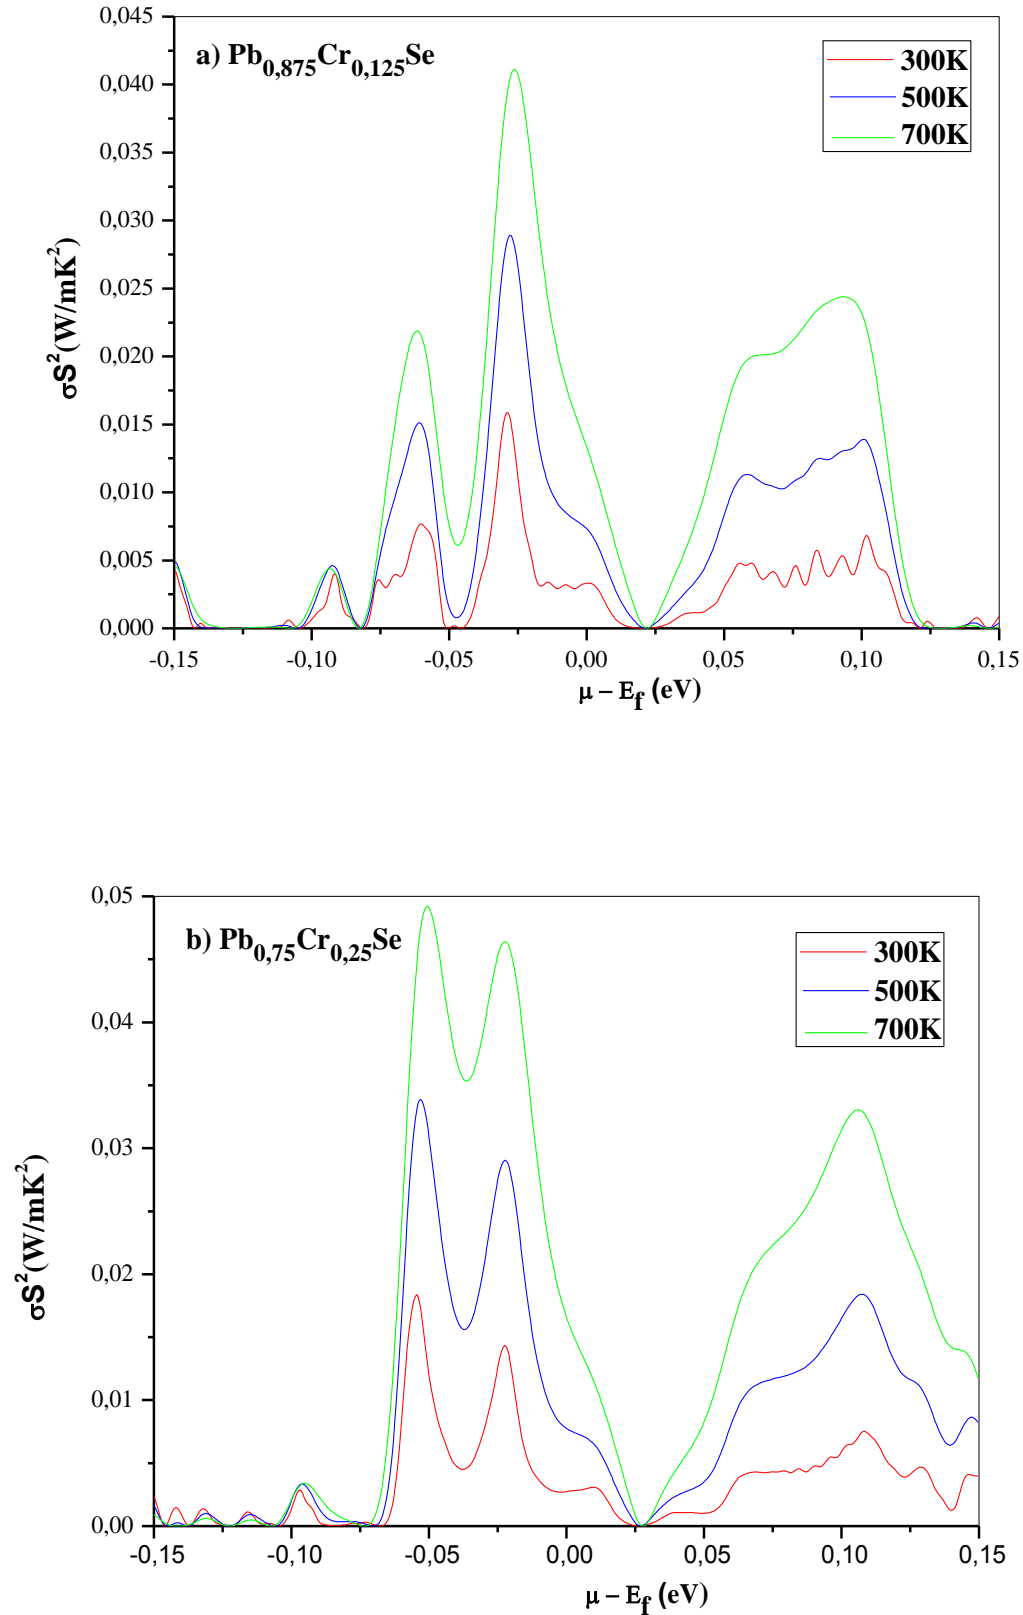 a) Pb0,875Cr0,125Se
300K
500K
700K
0,045
0,040
0,035
0,030
0,025
0,020
0,015
0,010
0,005
0,000
σS²(W/mK²)
-0,15 -0,10 -0,05 0,00 0,05 0,10 0,15
μ – Ef (eV)
b) Pb0,75Cr0,25Se
300K
500K
700K
0,05
0,04
0,03
0,02
0,01
0,00
σS²(W/mK²)
-0,15 -0,10 -0,05 0,00 0,05 0,10 0,15
μ – Ef (eV)